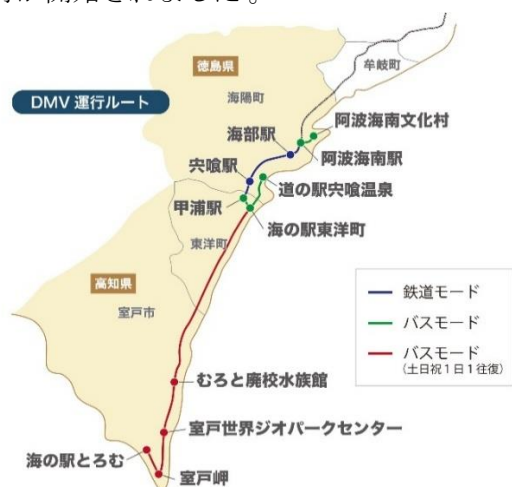 徳島県
牟岐町
DMV 運行ルート
海陽町
阿波海南文化村
海部駅
阿波海南駅
宍喰駅
道の駅宍喰温泉
甲浦駅
海の駅東洋町
東洋町
高知県
室戸市
鉄道モード
バスモード
バスモード
(土日祝1日1往復)
むろと廃校水族館
室戸世界ジオパークセンター
海の駅とろむ
室戸岬